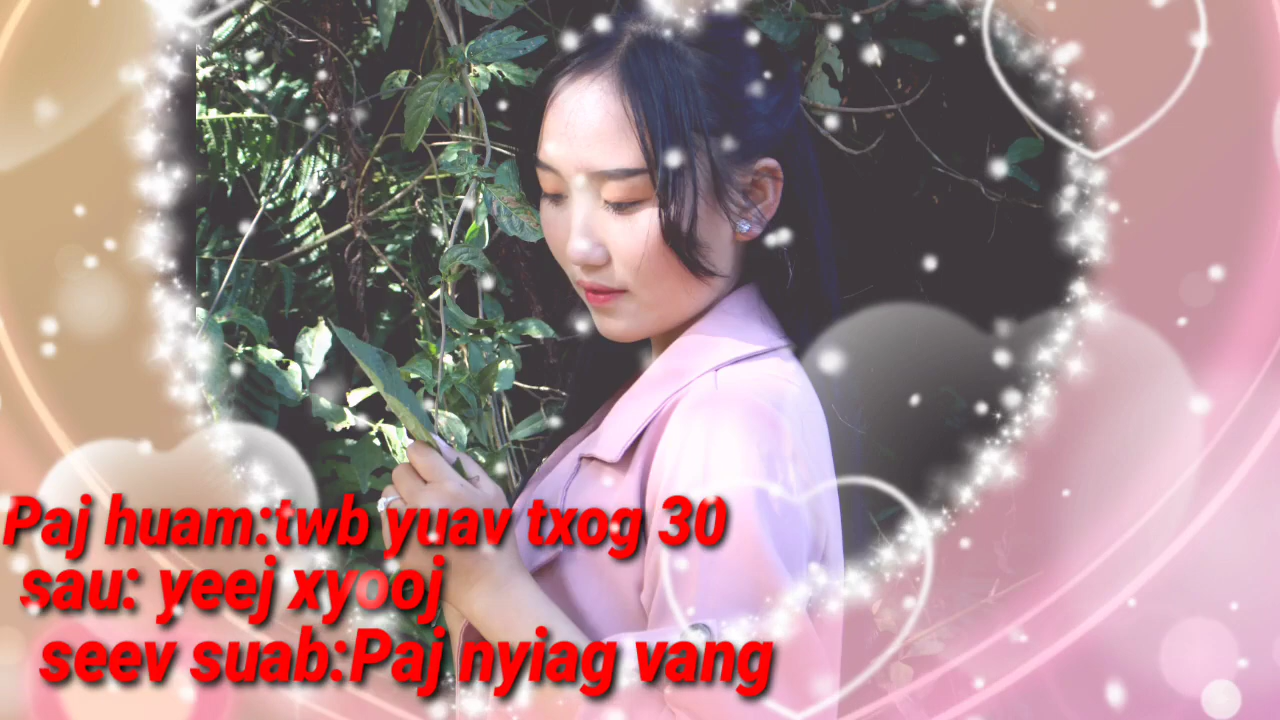 Paj huam:twb yuav txog 30
sau: yeej xyooj
seev suab:Paj nyiag vang